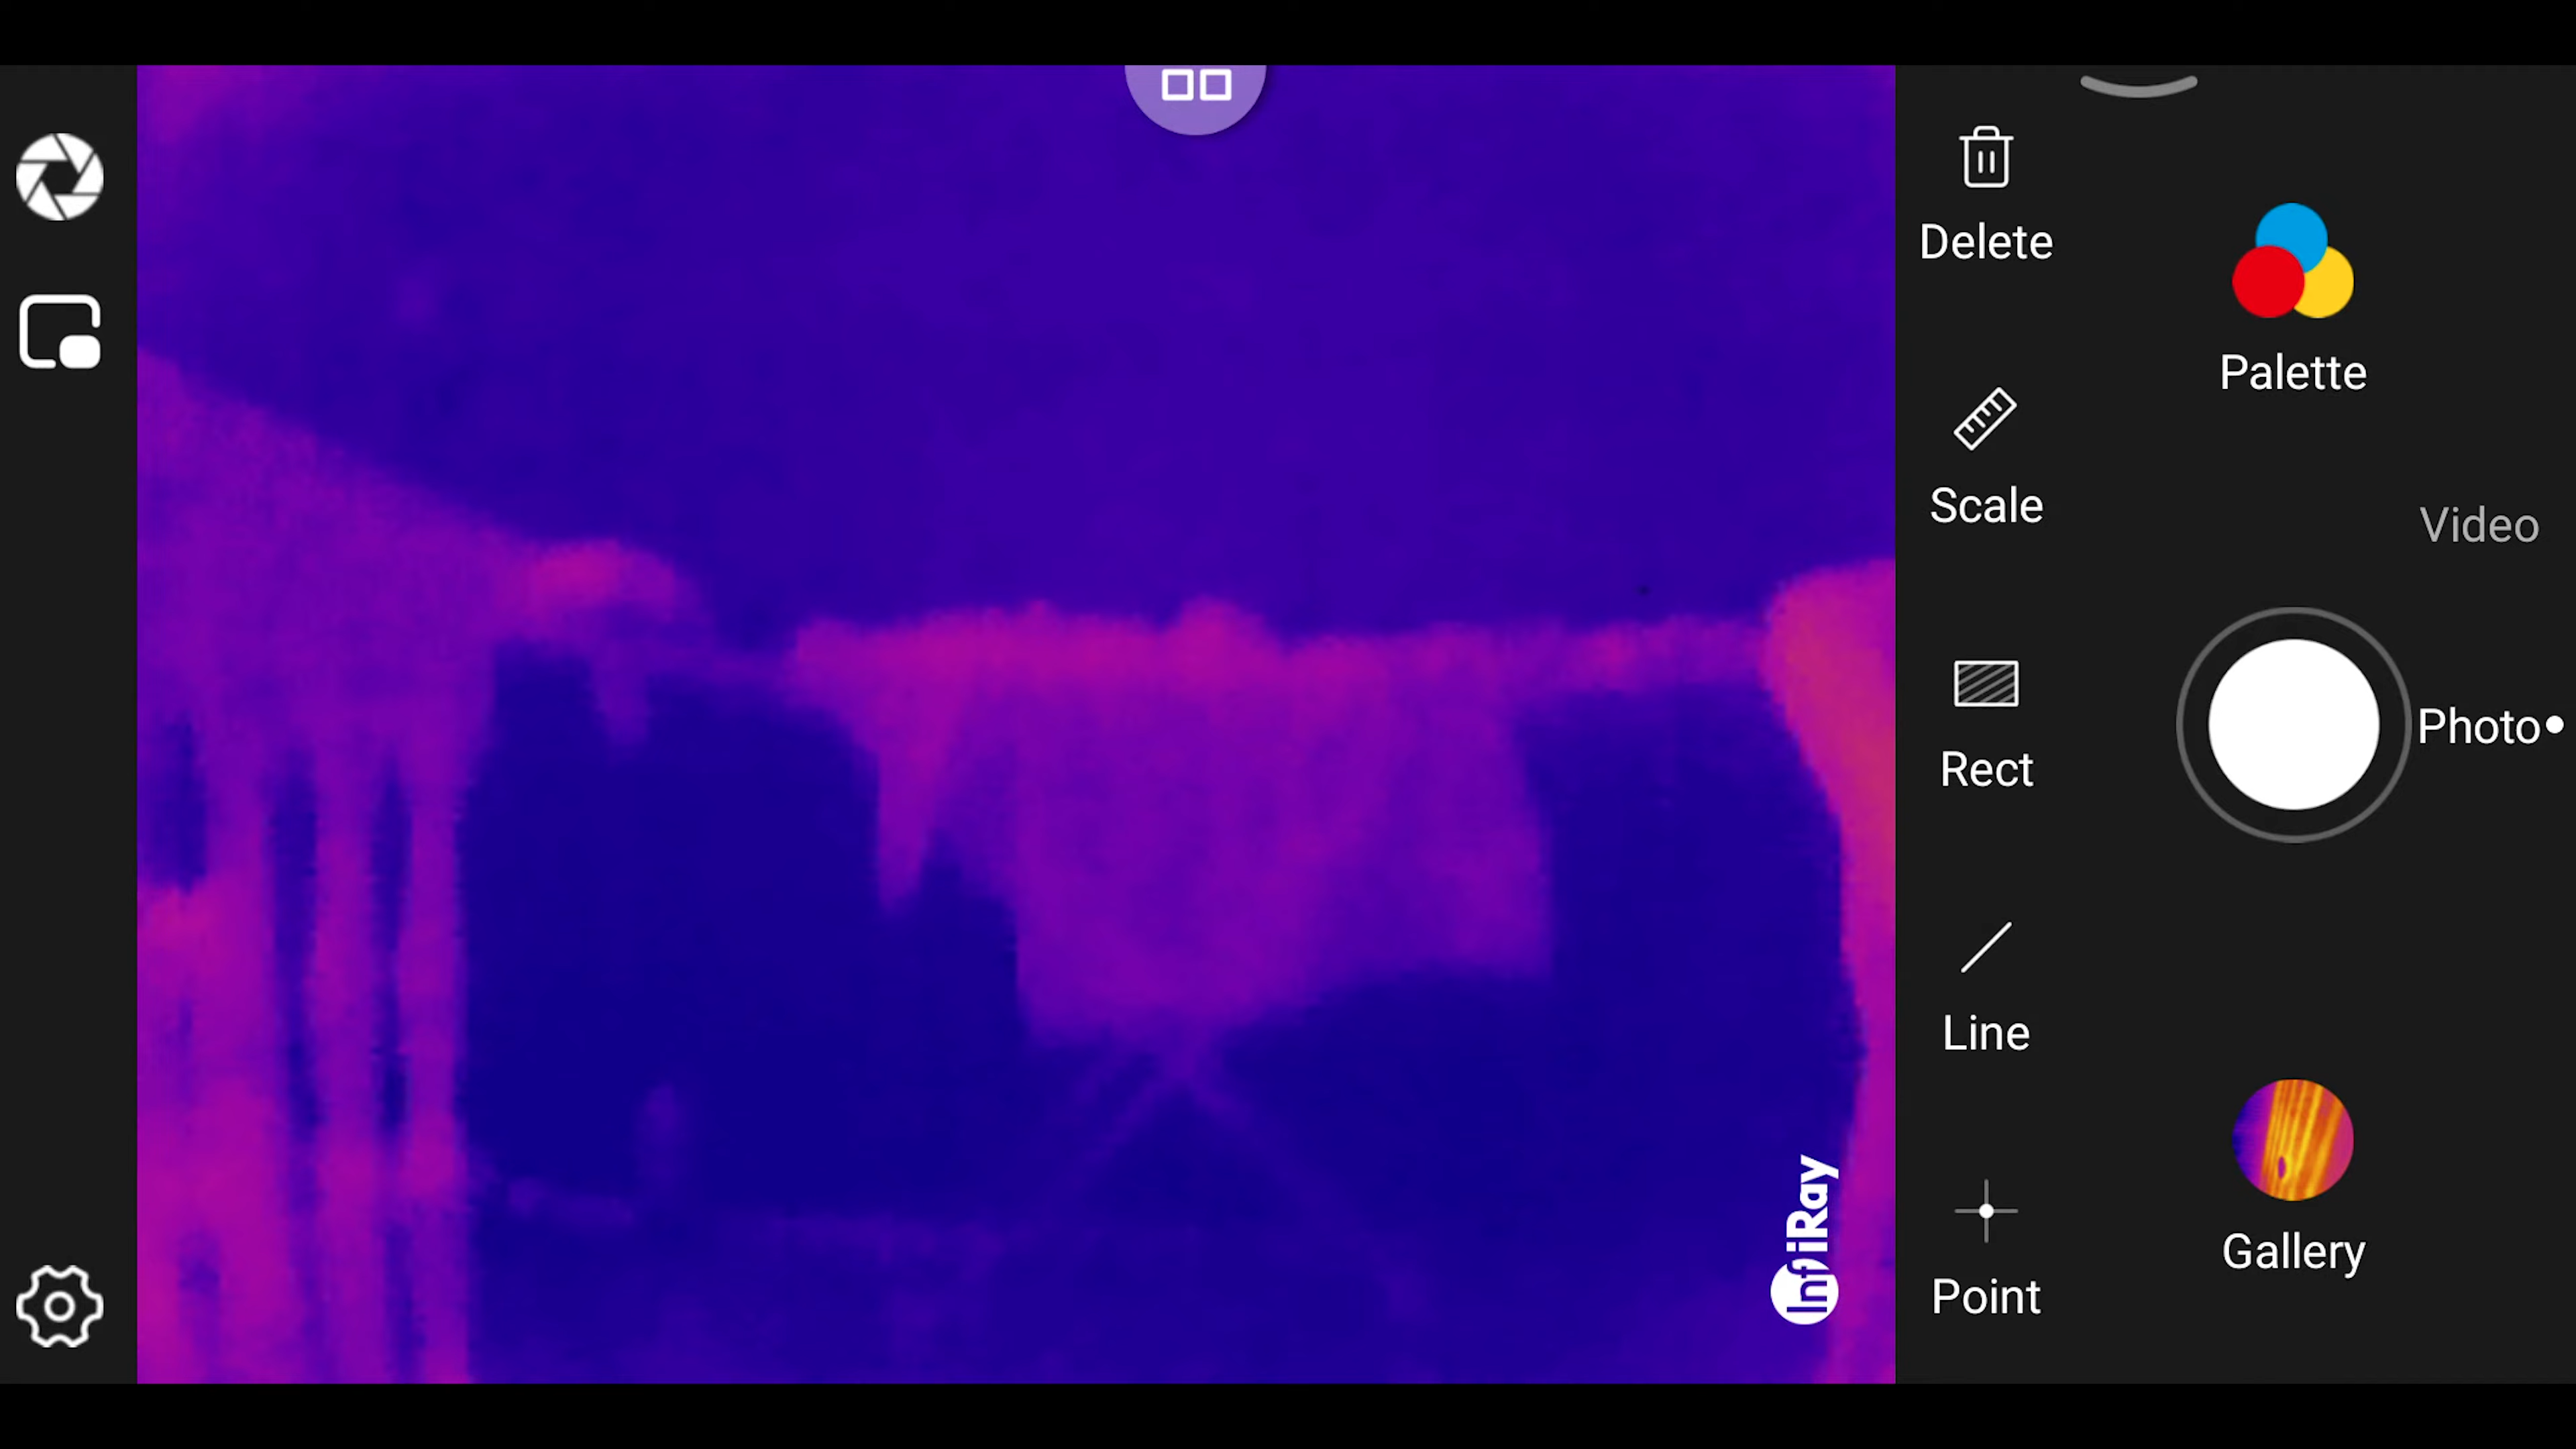 Delete
Palette
Scale
Video
Rect
Photo
Line
Gallery
Point
InfiRay